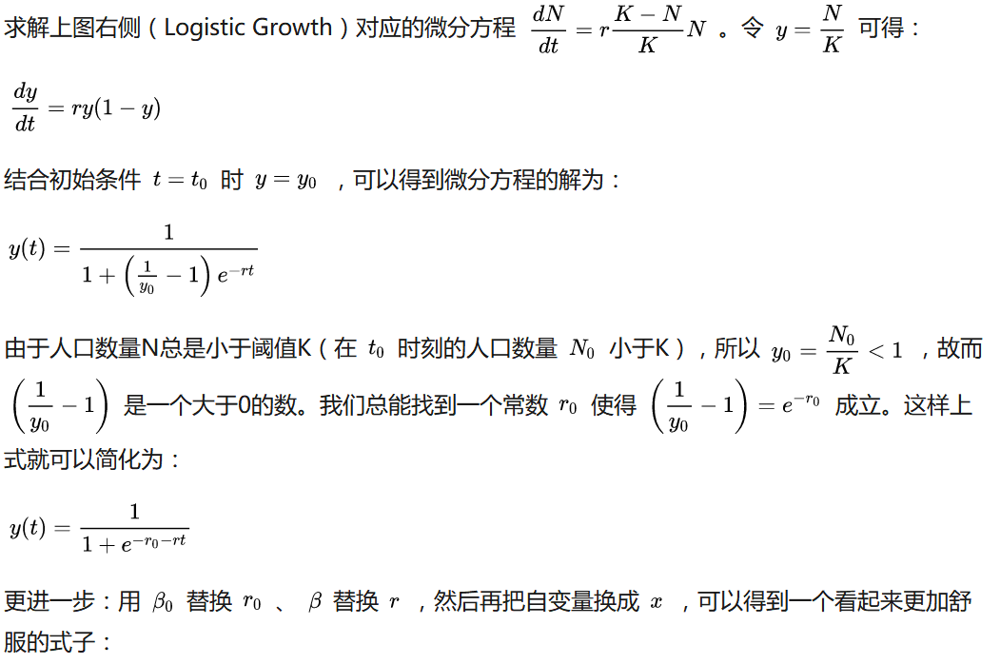 求解上图右侧（Logistic Growth）对应的微分方程 $\frac{dN}{dt} = r\frac{K-N}{K}N$ 。令 $y = \frac{N}{K}$ 可得：
$\frac{dy}{dt} = ry(1-y)$
结合初始条件 $t = t_0$ 时 $y = y_0$ ，可以得到微分方程的解为：
$y(t) = \frac{1}{1 + \left(\frac{1}{y_0} - 1\right)e^{-rt}}$
由于人口数量N总是小于阈值K（在 $t_0$ 时刻的人口数量 $N_0$ 小于K），所以 $y_0 = \frac{N_0}{K} < 1$ ，故而
$\left(\frac{1}{y_0} - 1\right)$ 是一个大于0的数。我们总能找到一个常数 $r_0$ 使得 $\left(\frac{1}{y_0} - 1\right) = e^{-r_0}$ 成立。这样上
式就可以简化为：
$y(t) = \frac{1}{1 + e^{-r_0 - rt}}$
更进一步：用 $\beta_0$ 替换 $r_0$ 、 $\beta$ 替换 $r$ ，然后再把自变量换成 $x$ ，可以得到一个看起来更加舒
服的式子：